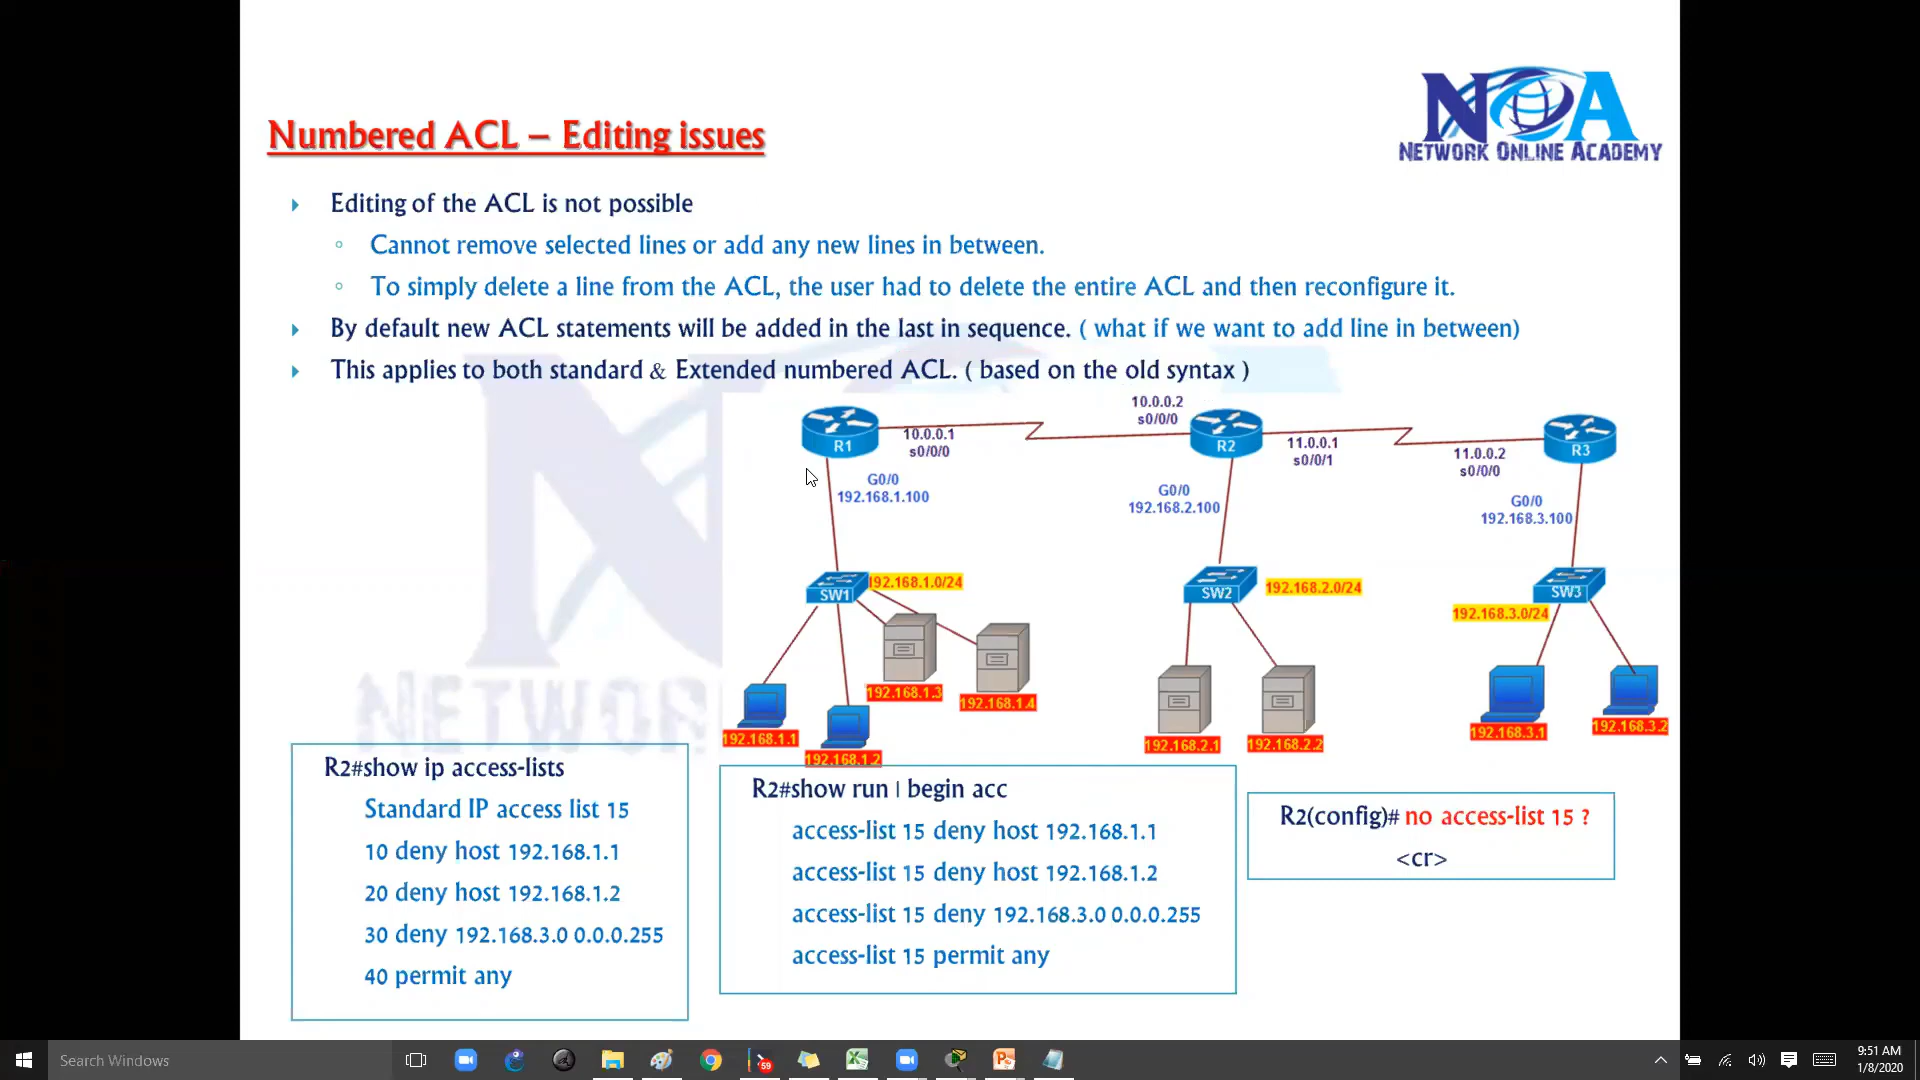 NOA
NETWORK ONLINE ACADEMY
Numbered ACL – Editing issues
Editing of the ACL is not possible
Cannot remove selected lines or add any new lines in between.
To simply delete a line from the ACL, the user had to delete the entire ACL and then reconfigure it.
By default new ACL statements will be added in the last in sequence. ( what if we want to add line in between)
This applies to both standard & Extended numbered ACL. ( based on the old syntax )
R1
10.0.0.1
s0/0/0
10.0.0.2
s0/0/0
R2
11.0.0.1
s0/0/1
11.0.0.2
s0/0/0
R3
G0/0
192.168.1.100
G0/0
192.168.2.100
G0/0
192.168.3.100
SW1
192.168.1.0/24
SW2
192.168.2.0/24
SW3
192.168.3.0/24
192.168.1.1
192.168.1.2
192.168.1.3
192.168.1.4
192.168.2.1
192.168.2.2
192.168.3.1
192.168.3.2
NETWOR
R2#show ip access-lists
Standard IP access list 15
10 deny host 192.168.1.1
20 deny host 192.168.1.2
30 deny 192.168.3.0 0.0.0.255
40 permit any
R2#show run | begin acc
access-list 15 deny host 192.168.1.1
access-list 15 deny host 192.168.1.2
access-list 15 deny 192.168.3.0 0.0.0.255
access-list 15 permit any
R2(config)# no access-list 15 ?
<cr>
Search Windows
59
9:51 AM
1/8/2020